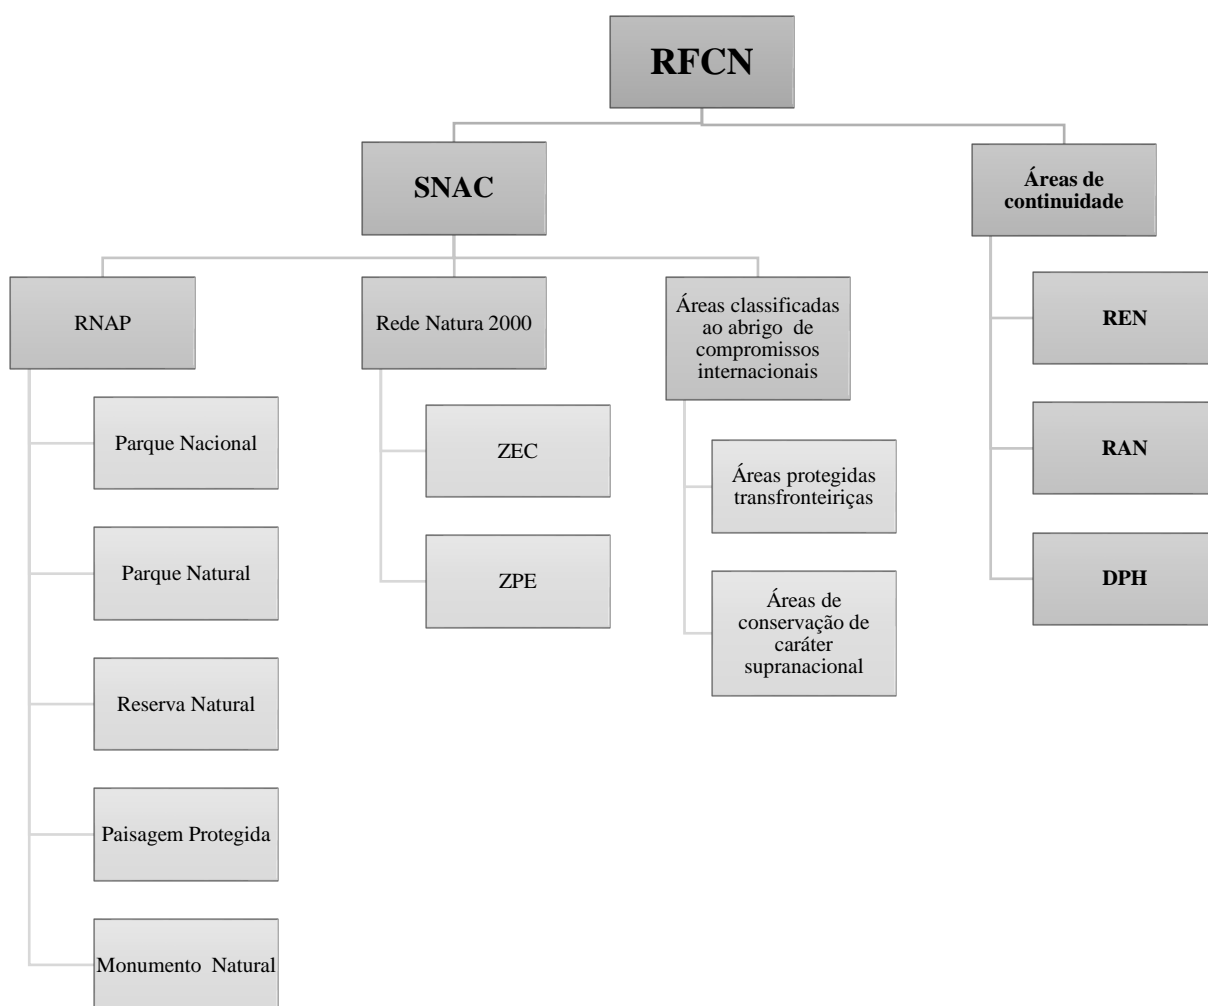 RFCN
SNAC
Áreas de
continuidade
RNAP
Parque Nacional
Parque Natural
Reserva Natural
Paisagem Protegida
Monumento Natural
Rede Natura 2000
ZEC
ZPE
Áreas classificadas
ao abrigo de
compromissos
internacionais
Áreas protegidas
transfronteiriças
Áreas de
conservação de
caráter
supranacional
REN
RAN
DPH